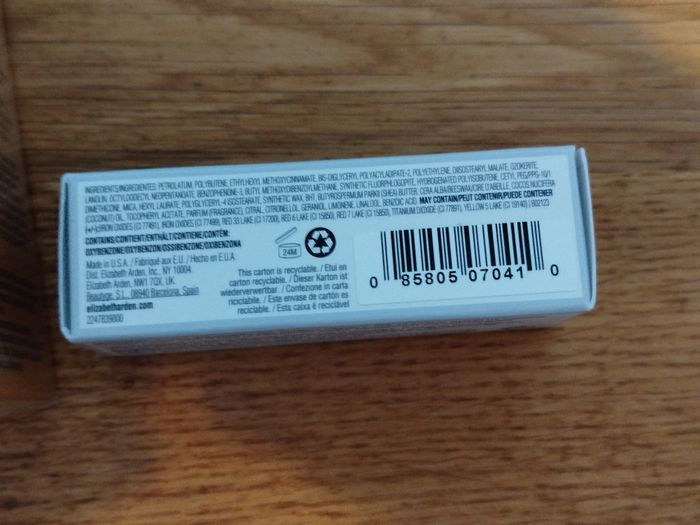 INGREDIENTS/INGREDIENTES: PETROLATUM, POLYBUTENE, ETHYLHEXYL METHOXYCINNAMATE, BIS-DIGLYCERYL POLYACYLADIPATE-2, POLYETHYLENE, DIISOSTEARYL MALATE, OZOKERITE,
LANOLIN, OCTYLDODECYL NEOPENTANOATE, BENZOPHENONE-3, BUTYL METHOXYDIBENZOYLMETHANE, SYNTHETIC FLUORPHLOGOPITE, HYDROGENATED POLYISOBUTENE, CETYL PEG/PPG-10/1
DIMETHICONE, MICA, HEXYL LAURATE, POLYGLYCERYL-4 ISOSTEARATE, SYNTHETIC WAX, BHT, BUTYROSPERMUM PARKII (SHEA) BUTTER, CERA ALBA/BEESWAX/CIRE D'ABEILLE, COCOS NUCIFERA
(COCONUT) OIL, TOCOPHERYL ACETATE, PARFUM (FRAGRANCE), CITRAL, CITRONELLOL, GERANIOL, LIMONENE, LINALOOL, BENZOIC ACID. MAY CONTAIN/PEUT CONTENIR/PUEDE CONTENER
(+/-): IRON OXIDES (CI 77491), IRON OXIDES (CI 77499), RED 33 LAKE (CI 17200), RED 6 LAKE (CI 15850), RED 7 LAKE (CI 15850), TITANIUM DIOXIDE (CI 77891), YELLOW 5 LAKE (CI 19140) | 802123
CONTAINS/CONTIENT/ENTHÄLT/CONTIENE/CONTÉM:
OXYBENZONE/OXYBENZON/OSSIBENZONE/OXIBENZONA
Made in U.S.A. / Fabriqué aux E.U. / Hecho en E.U.A.
Dist. Elizabeth Arden, Inc. NY 10004.
Elizabeth Arden, NW1 7QX, UK.
Beautyge, S.L., 08940 Barcelona, Spain.
elizabetharden.com
2247839000
24M
This carton is recyclable. / Etui en
carton recyclable. / Dieser Karton ist
wiederverwertbar. / Confezione in carta
riciclabile. / Este envase de cartón es
reciclable. / Esta caixa é reciclável
0 85805 07041 0